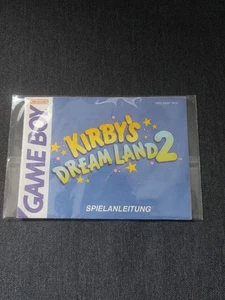 GAME BOY
KIRBY'S
DREAM LAND 2
SPIELANLEITUNG